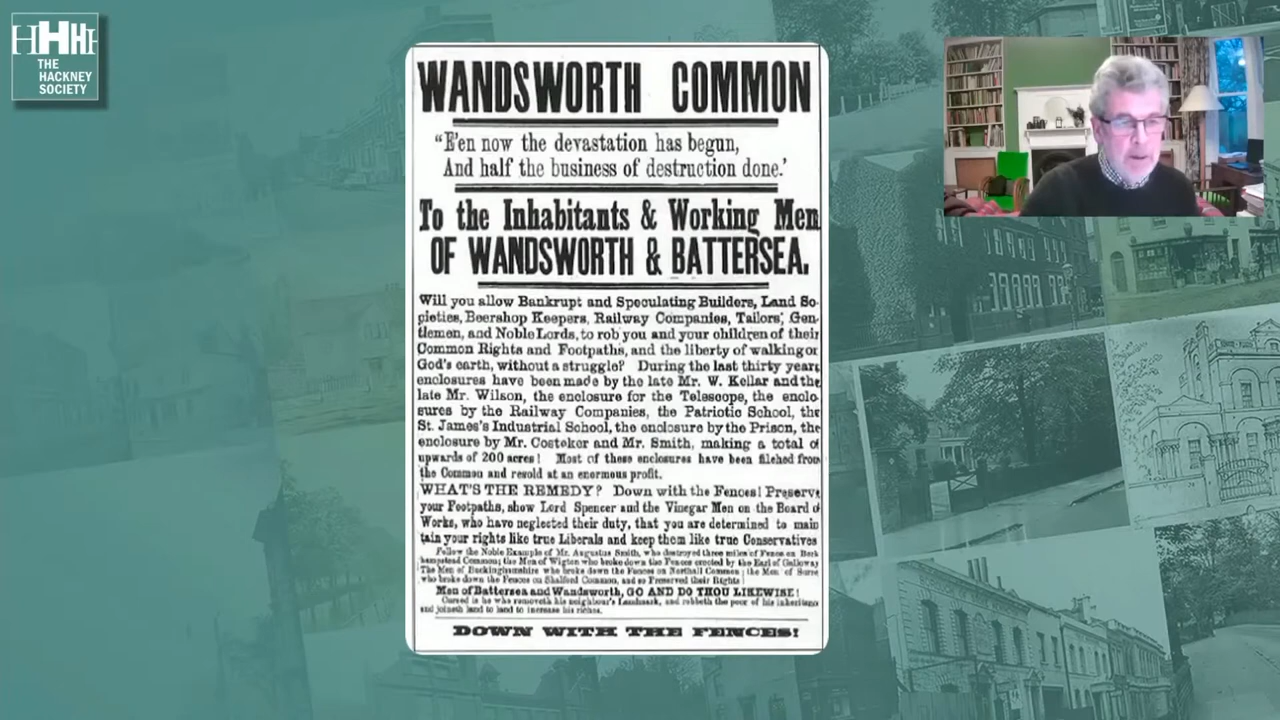 HHH
THE
HACKNEY
SOCIETY
WANDSWORTH COMMON
"E'en now the devastation has begun,
And half the business of destruction done.'
To the Inhabitants & Working Men
OF WANDSWORTH & BATTERSEA.
Will you allow Bankrupt and Speculating Builders, Land So-
cieties, Beershop Keepers, Railway Companies, Tailors, Gen-
tlemen, and Noble Lords, to rob you and your children of their
Common Rights and Footpaths, and the liberty of walking on
God's earth, without a struggle? During the last thirty years
enclosures have been made by the late Mr. W. Kellar and the
late Mr. Wilson, the enclosure for the Telescope, the enclo-
sures by the Railway Companies, the Patriotic School, the
St. James's Industrial School, the enclosure by the Prison, the
enclosure by Mr. Costeker and Mr. Smith, making a total of
upwards of 200 acres! Most of these enclosures have been filched from
the Common and resold at an enormous profit.
WHAT'S THE REMEDY? Down with the Fences! Preserve
your Footpaths, show Lord Spencer and the Vinegar Men on the Board of
Works, who have neglected their duty, that you are determined to main
tain your rights like true Liberals and keep them like true Conservatives
Follow the Noble Example of Mr. Augustus Smith, who destroyed three miles of Fence on Berk
hampstead Common; the Men of Wigton who broke down the Fences erected by the Earl of Galloway
The Men of Buckinghamshire who broke down the Fences on Northall Common; the Men of Surre
who broke down the Fences on Shalford Common, and so Preserved their Rights!
Men of Battersea and Wandsworth, GO AND DO THOU LIKEWISE!
Cursed is he who removeth his neighbour's Landmark, and robbeth the poor of his inheritanc
and joineth land to land to increase his riches.
DOWN WITH THE FENCES!